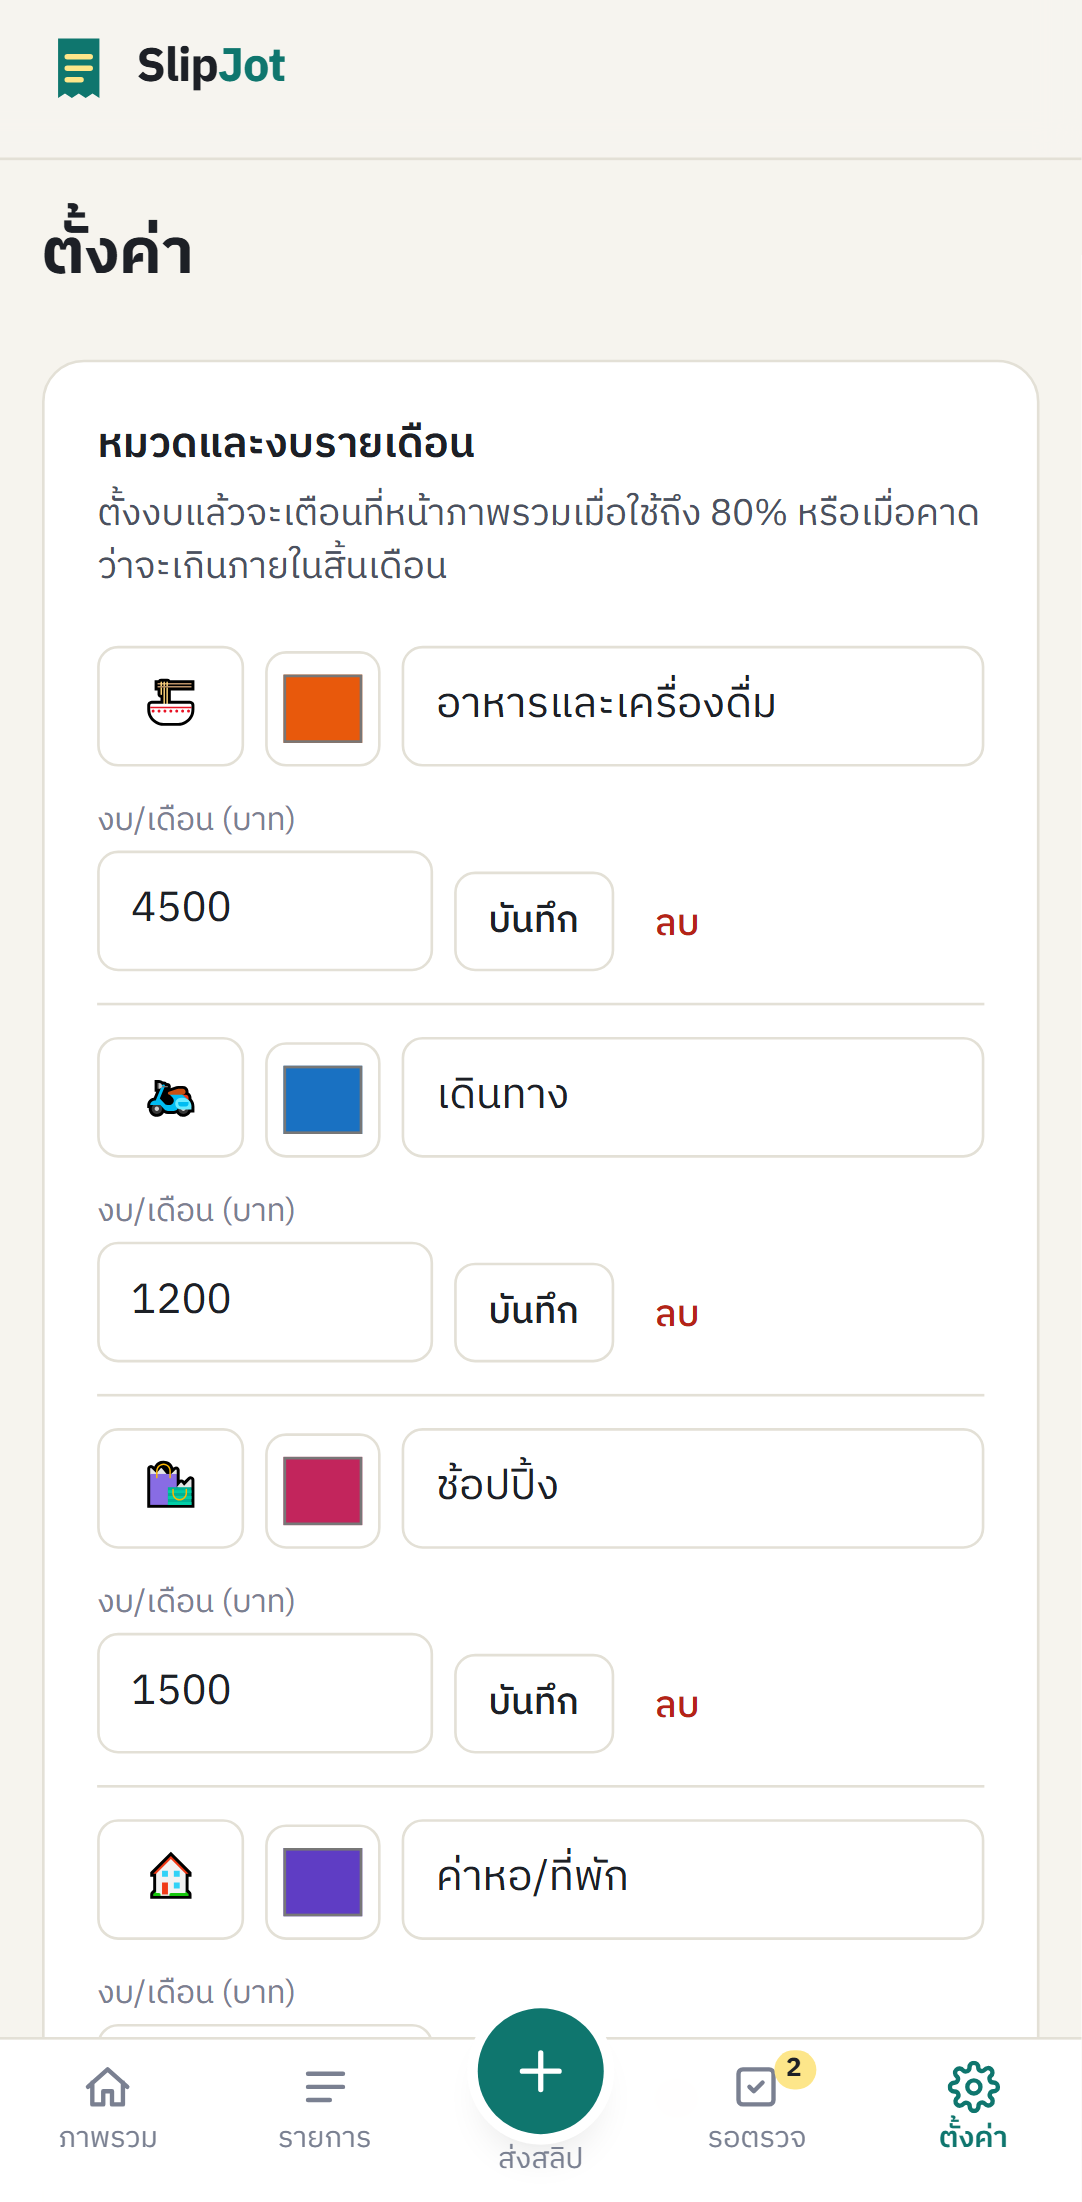 SlipJot
ตั้งค่า
หมวดและงบรายเดือน
ตั้งงบแล้วจะเตือนที่หน้าภาพรวมเมื่อใช้ถึง 80% หรือเมื่อคาด
ว่าจะเกินภายในสิ้นเดือน
อาหารและเครื่องดื่ม
งบ/เดือน (บาท)
4500 บันทึก ลบ
เดินทาง
งบ/เดือน (บาท)
1200 บันทึก ลบ
ช้อปปิ้ง
งบ/เดือน (บาท)
1500 บันทึก ลบ
ค่าหอ/ที่พัก
งบ/เดือน (บาท)
2
ภาพรวม รายการ ส่งสลิป รอตรวจ ตั้งค่า